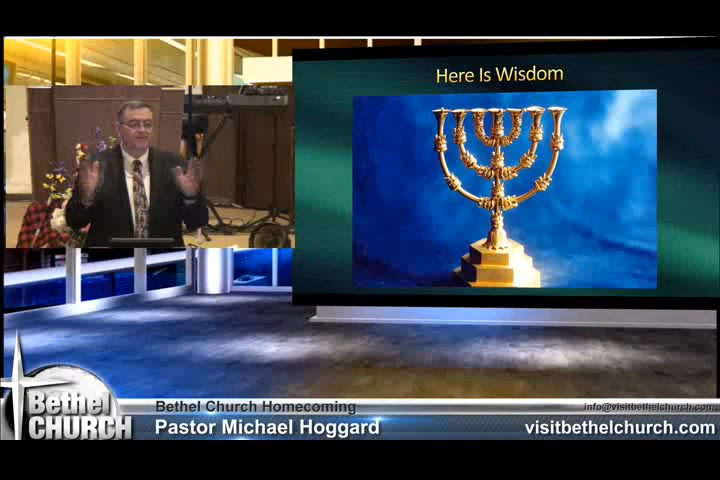 Here Is Wisdom
Bethel
CHURCH
Bethel Church Homecoming
info@visitbethelchurch.com
Pastor Michael Hoggard
visitbethelchurch.com